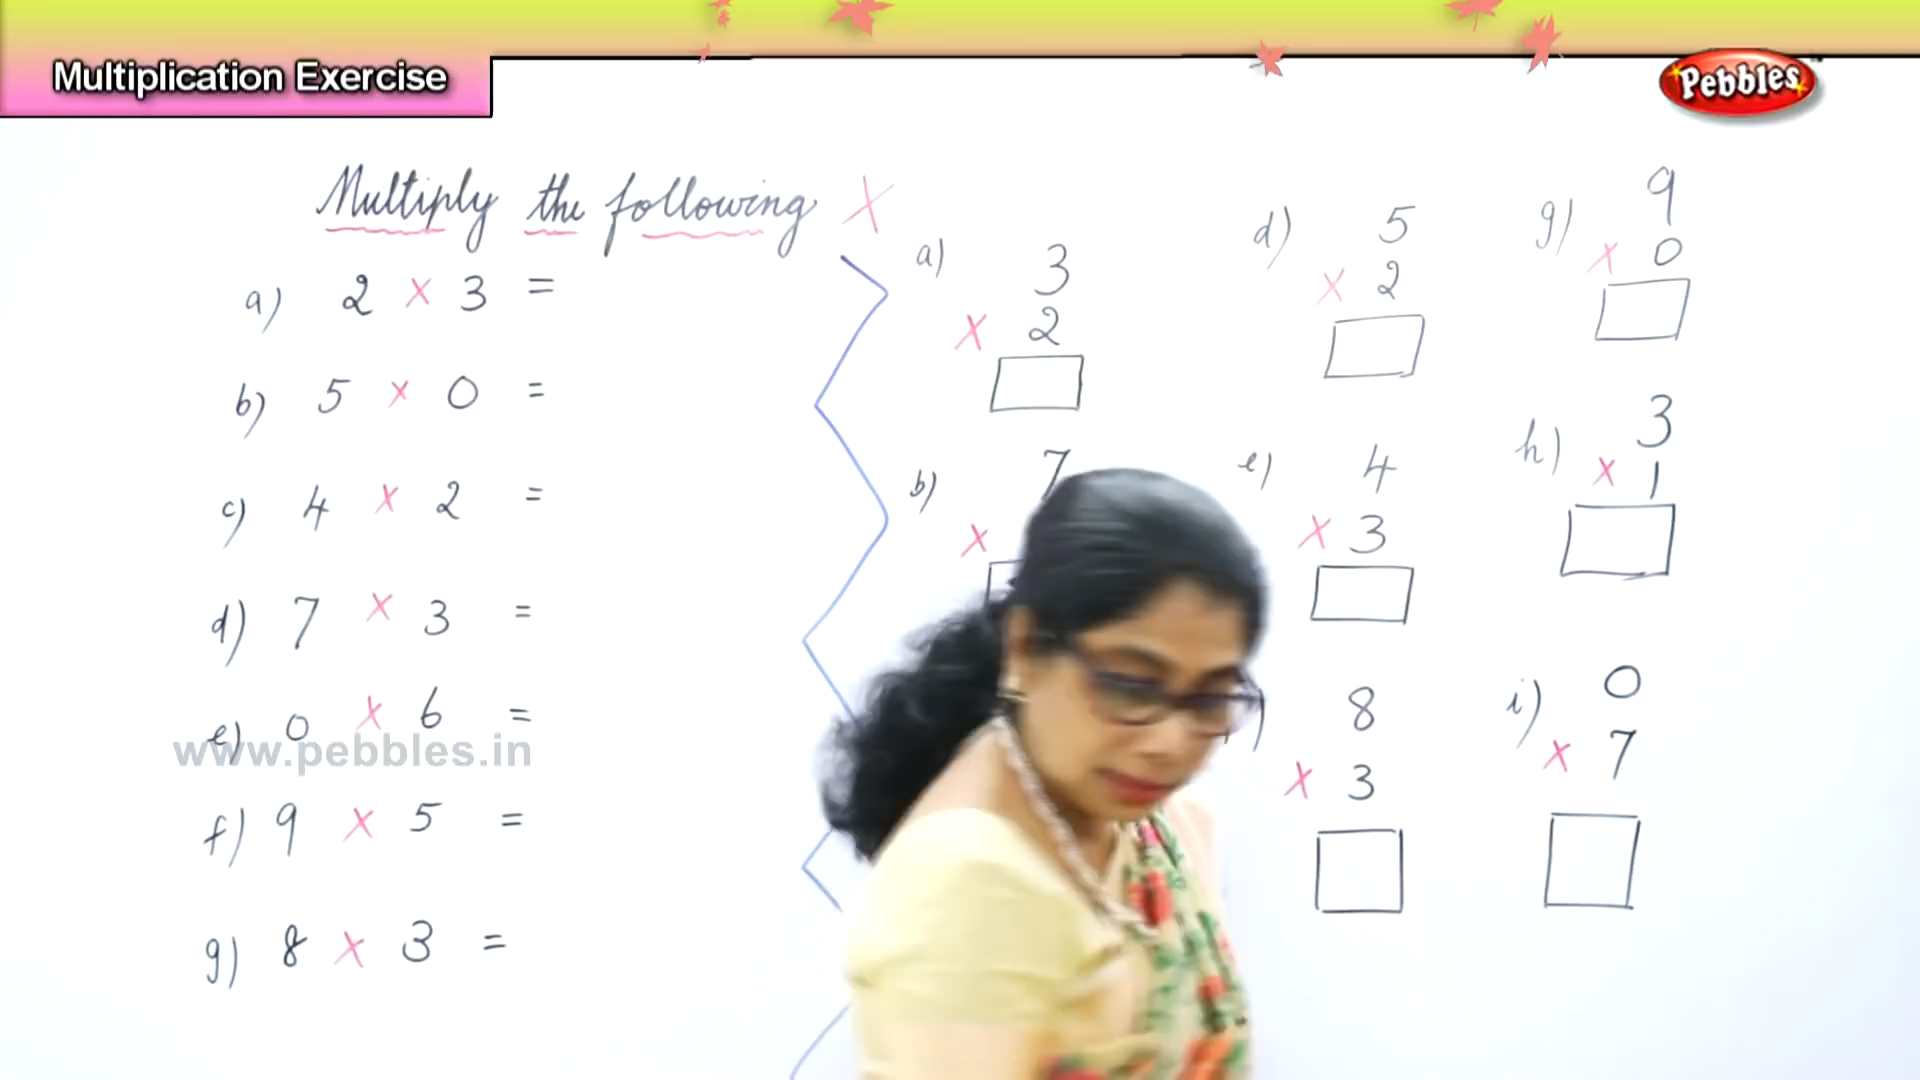 Multiplication Exercise
Pebbles
Multiply the following X
a) 2 x 3 =
b) 5 x 0 =
c) 4 x 2 =
d) 7 x 3 =
e) 0 x 6 =
www.pebbles.in
f) 9 x 5 =
g) 8 x 3 =
a) 3
x 2
b) 7
x
d) 5
x 2
e) 4
x 3
8
x 3
g) 9
x 0
h) 3
x 1
i) 0
x 7